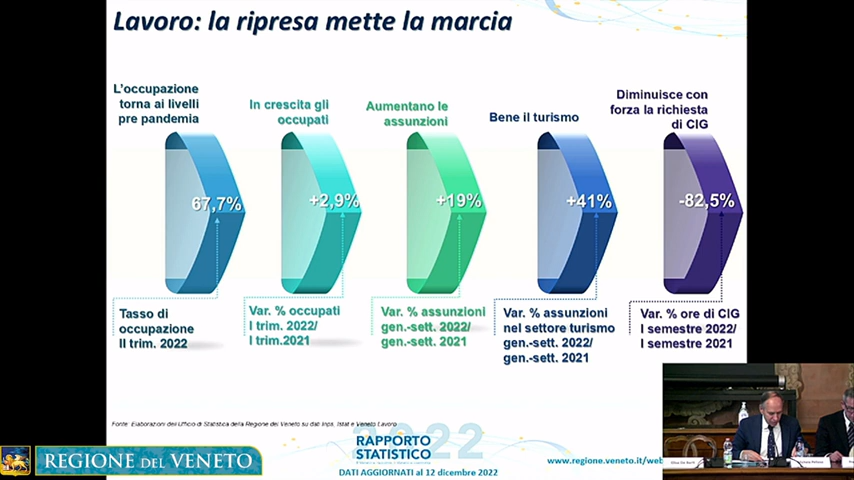 Lavoro: la ripresa mette la marcia
L'occupazione
torna ai livelli
pre pandemia
In crescita gli
occupati
Aumentano le
assunzioni
Bene il turismo
Diminuisce con
forza la richiesta
di CIG
67,7%
+2,9%
+19%
+41%
-82,5%
Tasso di
occupazione
II trim. 2022
Var. % occupati
I trim. 2022/
I trim.2021
Var. % assunzioni
gen.-sett. 2022/
gen.-sett. 2021
Var. % assunzioni
nel settore turismo
gen.-sett. 2022/
gen.-sett. 2021
Var. % ore di CIG
I semestre 2022/
I semestre 2021
Fonte: Elaborazioni dell'Ufficio di Statistica della Regione del Veneto su dati Inps, Istat e Veneto Lavoro
2022
RAPPORTO
STATISTICO
DATI AGGIORNATI al 12 dicembre 2022
www.regione.veneto.it/web
REGIONE DEL VENETO